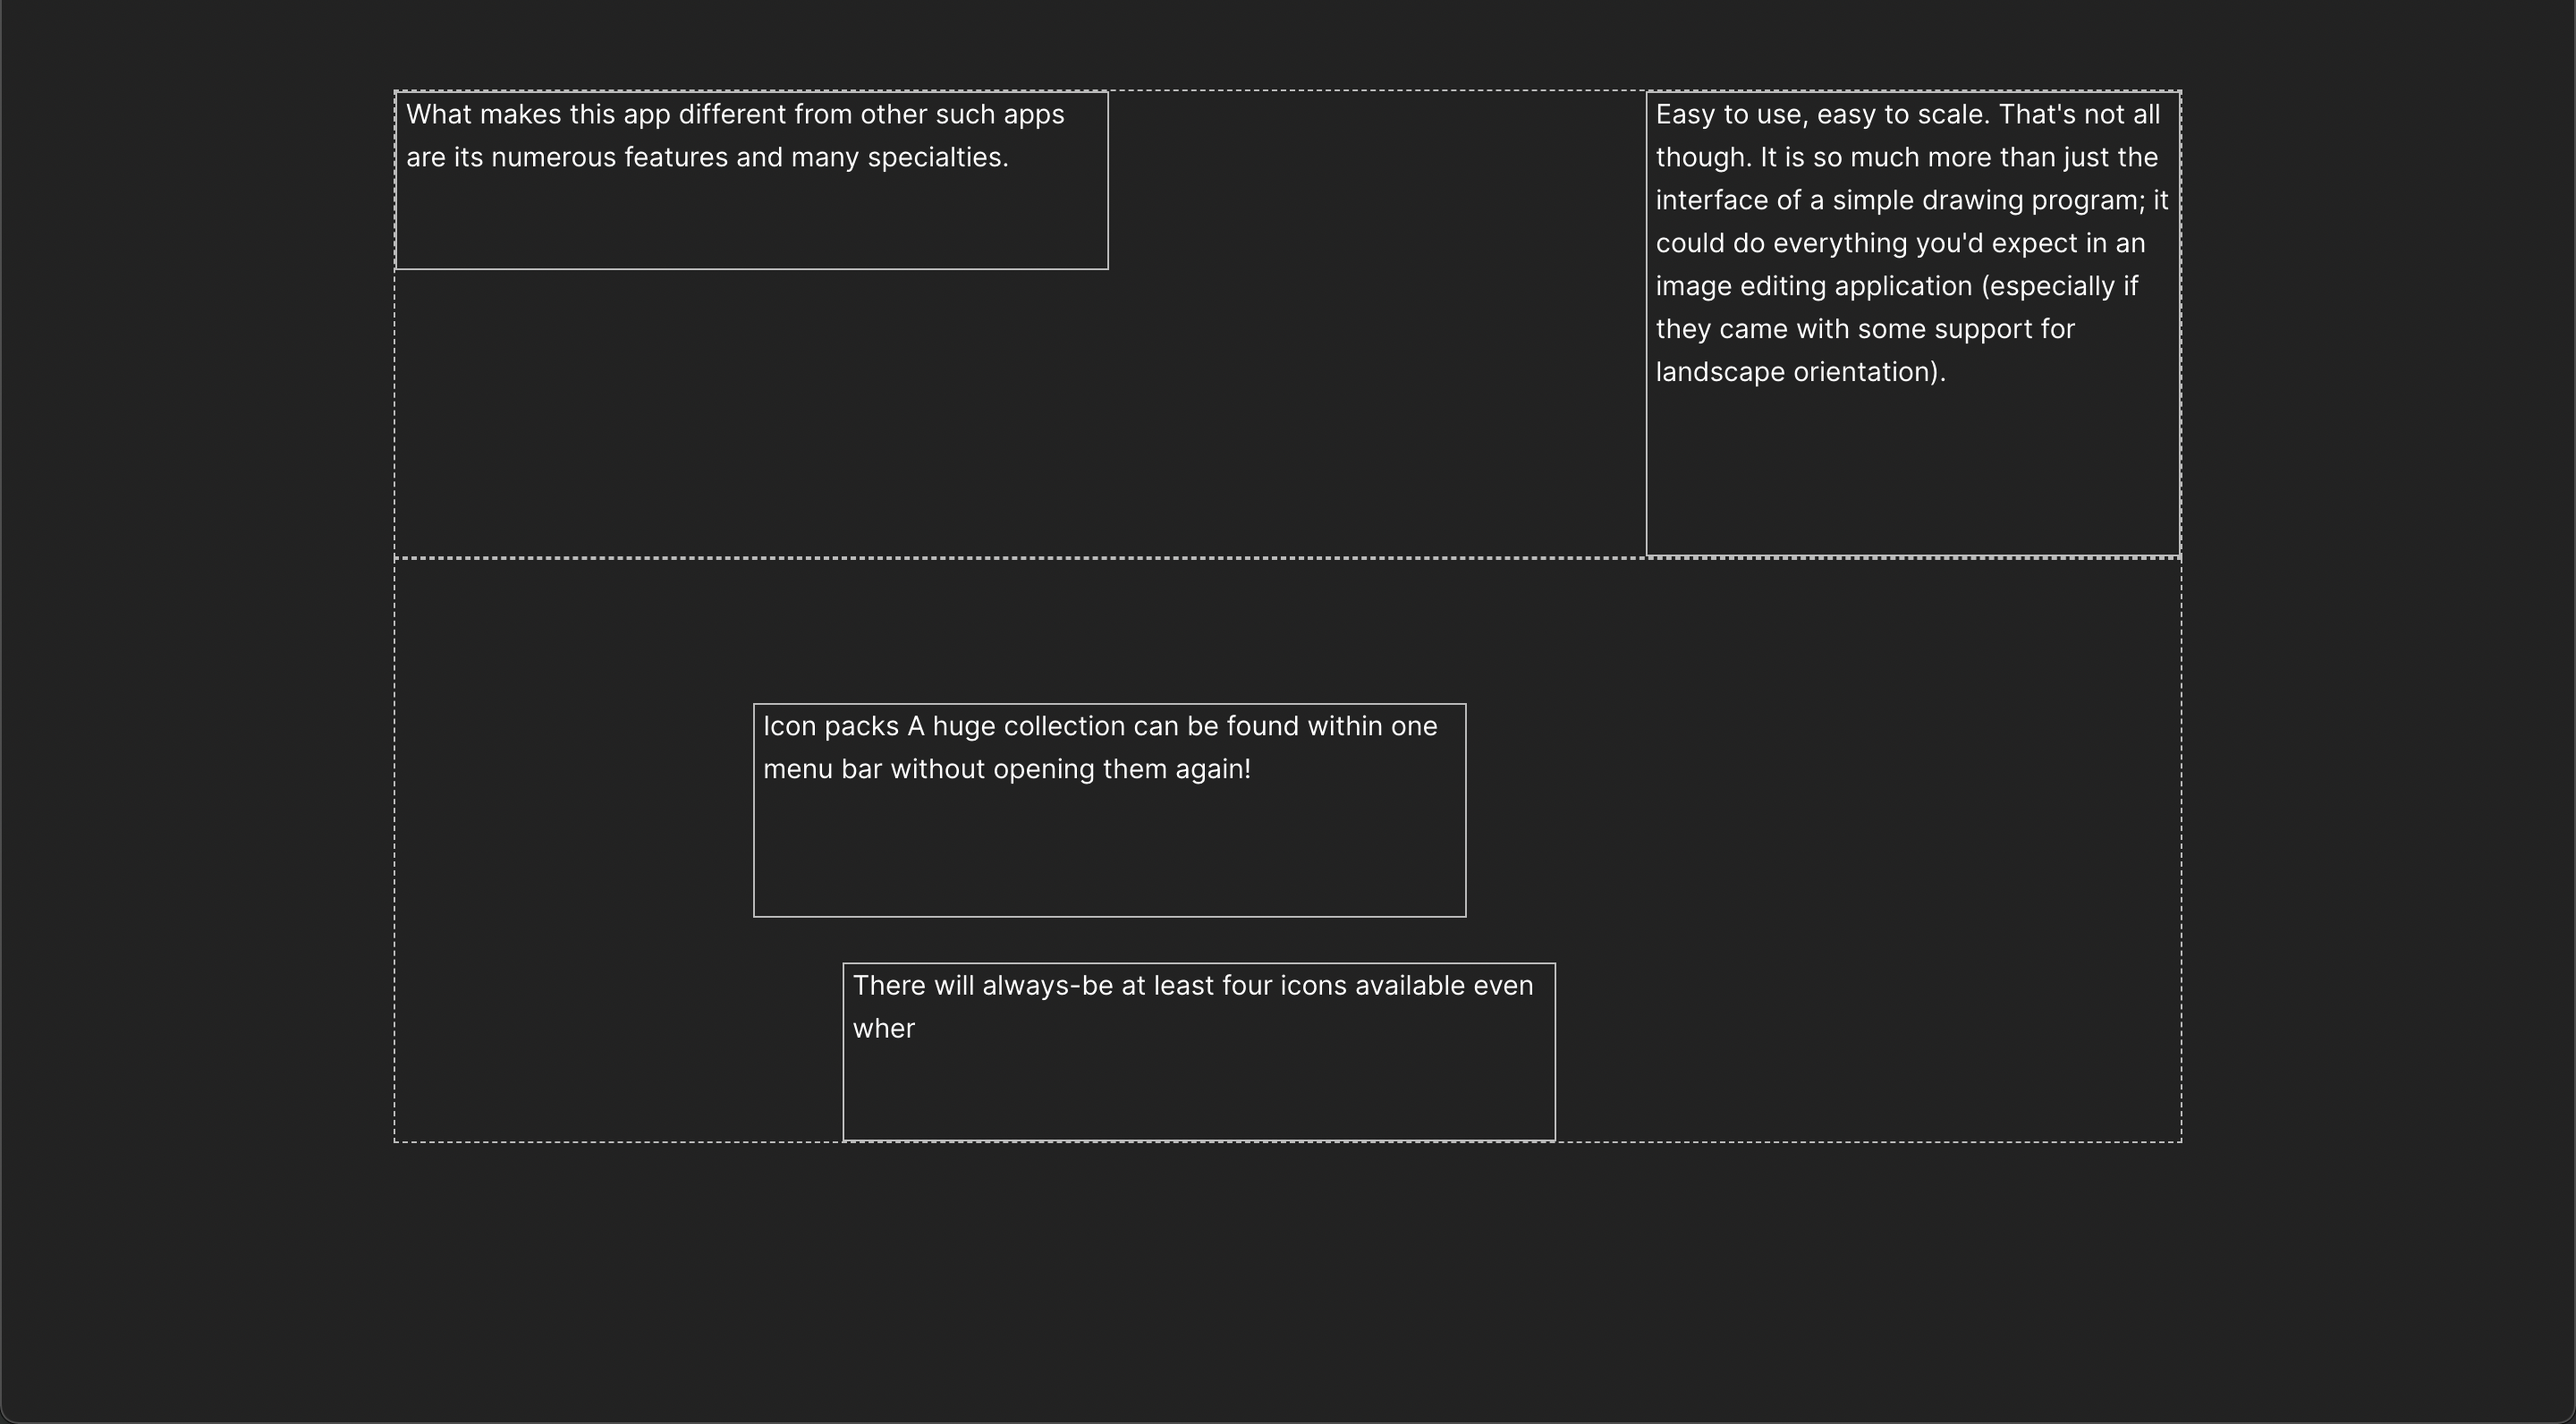 What makes this app different from other such apps
are its numerous features and many specialties.
Easy to use, easy to scale. That's not all
though. It is so much more than just the
interface of a simple drawing program; it
could do everything you'd expect in an
image editing application (especially if
they came with some support for
landscape orientation).
Icon packs A huge collection can be found within one
menu bar without opening them again!
There will always-be at least four icons available even
wher